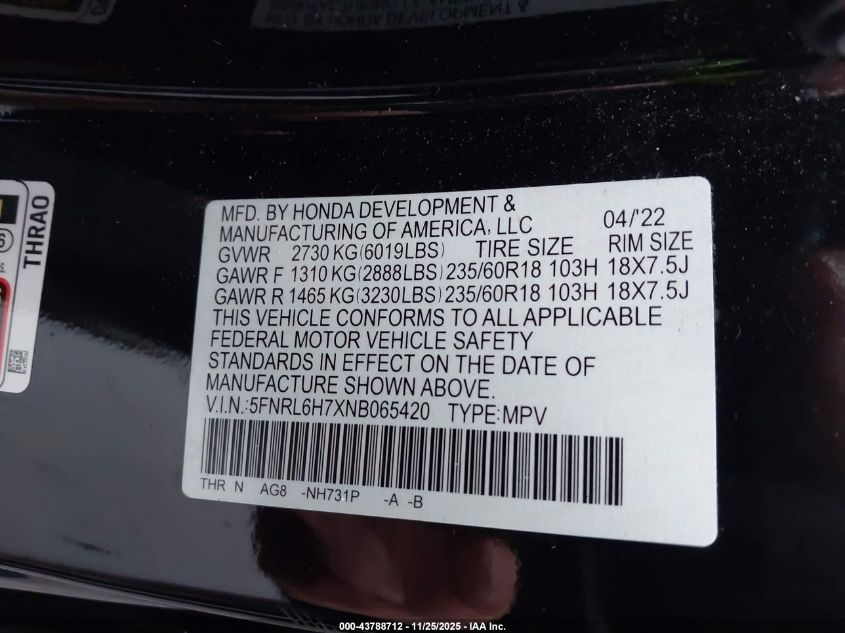 MFD. BY HONDA DEVELOPMENT &
MANUFACTURING OF AMERICA, LLC 04/'22
GVWR 2730 KG(6019LBS) TIRE SIZE RIM SIZE
GAWR F 1310 KG(2888LBS) 235/60R18 103H 18X7.5J
GAWR R 1465 KG(3230LBS) 235/60R18 103H 18X7.5J
THIS VEHICLE CONFORMS TO ALL APPLICABLE
FEDERAL MOTOR VEHICLE SAFETY
STANDARDS IN EFFECT ON THE DATE OF
MANUFACTURE SHOWN ABOVE.
V.I.N.:5FNRL6H7XNB065420 TYPE:MPV
THR N AG8 -NH731P -A -B
THRAO
000-43788712 - 11/25/2025 - IAA Inc.